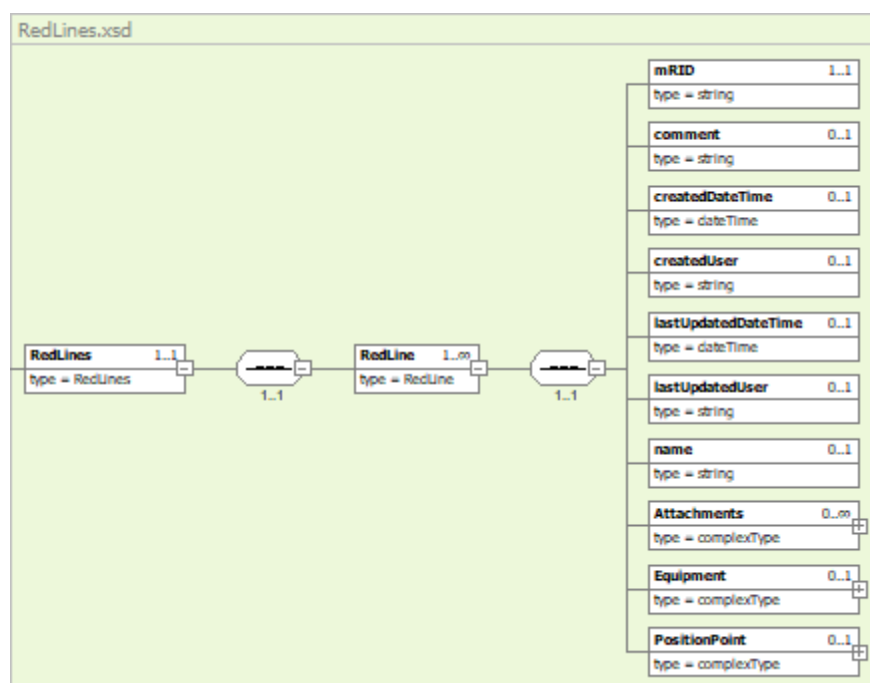 RedLines.xsd
RedLines 1..1
type = RedLines
1..1
RedLine 1..∞
type = RedLine
1..1
mRID 1..1
type = string
comment 0..1
type = string
createdDateTime 0..1
type = dateTime
createdUser 0..1
type = string
lastUpdatedDateTime 0..1
type = dateTime
lastUpdatedUser 0..1
type = string
name 0..1
type = string
Attachments 0..∞
type = complexType
Equipment 0..1
type = complexType
PositionPoint 0..1
type = complexType